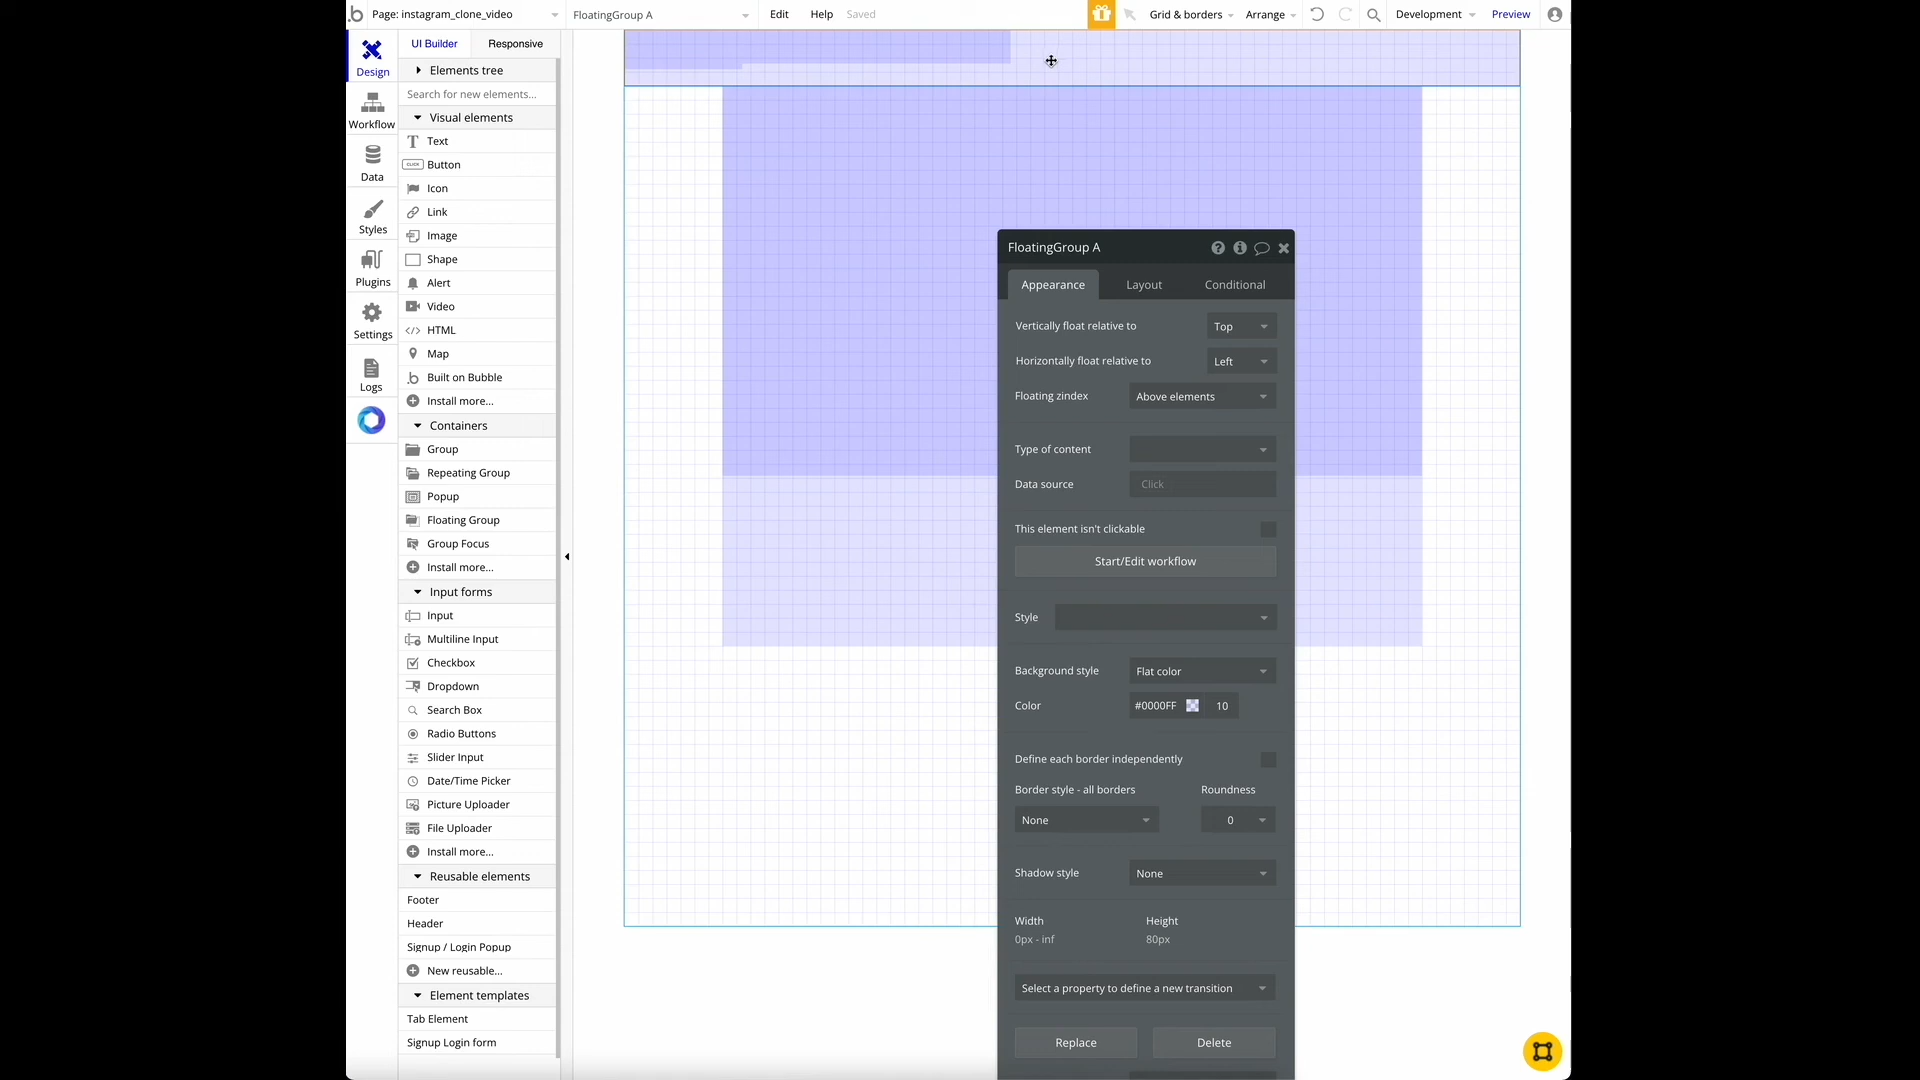 Page: instagram_clone_video
FloatingGroup A
Edit
Help
Saved
Grid & borders
Arrange
Development
Preview
Design
Workflow
Data
Styles
Plugins
Settings
Logs
UI Builder
Responsive
Elements tree
Search for new elements...
Visual elements
Text
CLICK
Button
Icon
Link
Image
Shape
Alert
Video
HTML
Map
Built on Bubble
Install more...
Containers
Group
Repeating Group
Popup
Floating Group
Group Focus
Install more...
Input forms
Input
Multiline Input
Checkbox
Dropdown
Search Box
Radio Buttons
Slider Input
Date/Time Picker
Picture Uploader
File Uploader
Install more...
Reusable elements
Footer
Header
Signup / Login Popup
New reusable...
Element templates
Tab Element
Signup Login form
FloatingGroup A
Appearance
Layout
Conditional
Vertically float relative to
Top
Horizontally float relative to
Left
Floating zindex
Above elements
Type of content
Data source
Click
This element isn't clickable
Start/Edit workflow
Style
Background style
Flat color
Color
#0000FF
10
Define each border independently
Border style - all borders
Roundness
None
0
Shadow style
None
Width
Height
0px - inf
80px
Select a property to define a new transition
Replace
Delete